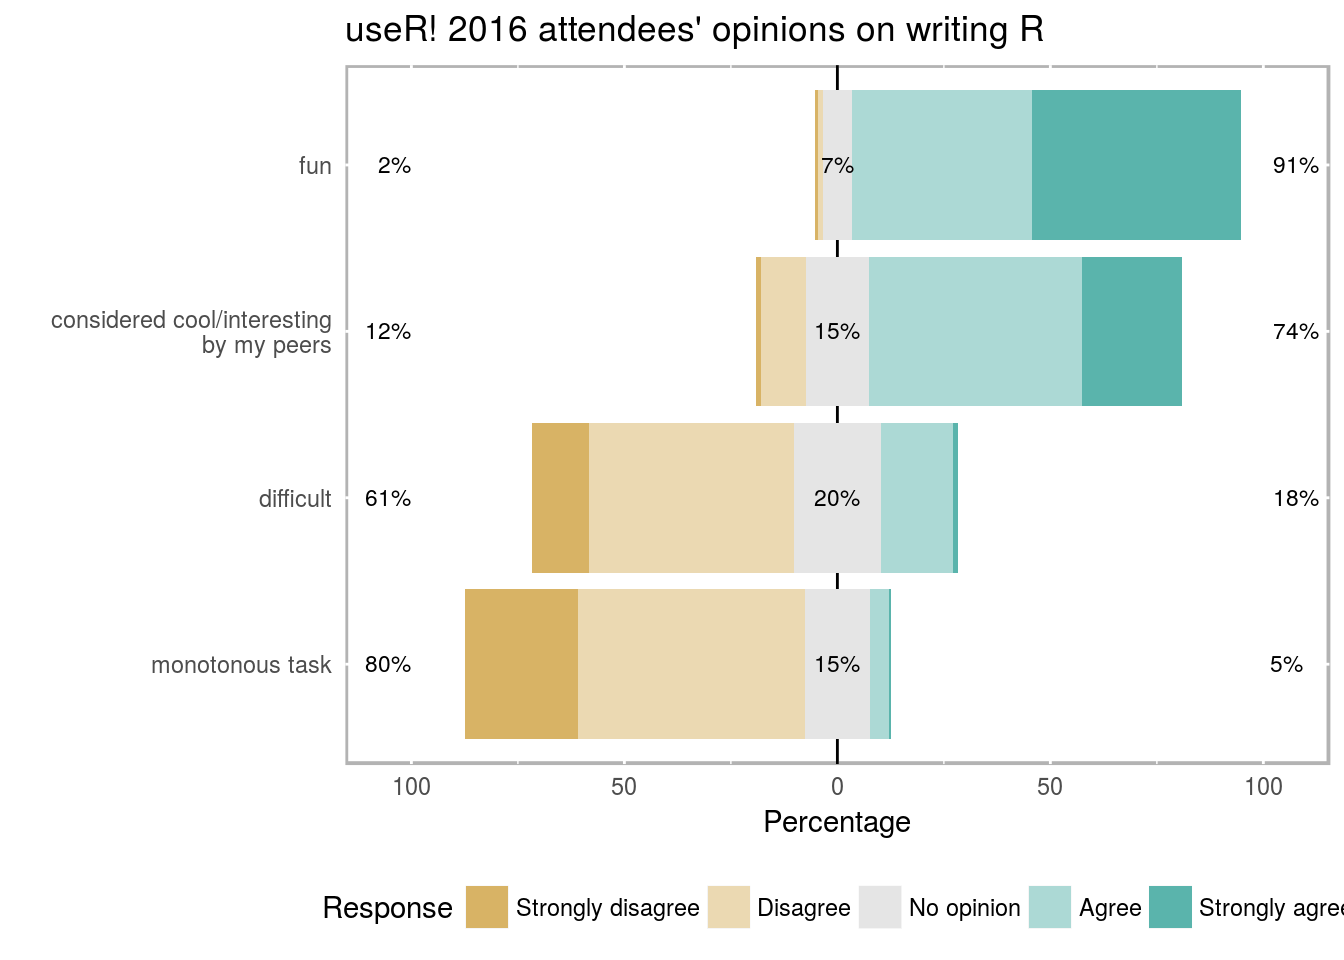 useR! 2016 attendees' opinions on writing R
fun 2% 7% 91%
considered cool/interesting
by my peers 12% 15% 74%
difficult 61% 20% 18%
monotonous task 80% 15% 5%
100 50 0 50 100
Percentage
Response Strongly disagree Disagree No opinion Agree Strongly agree